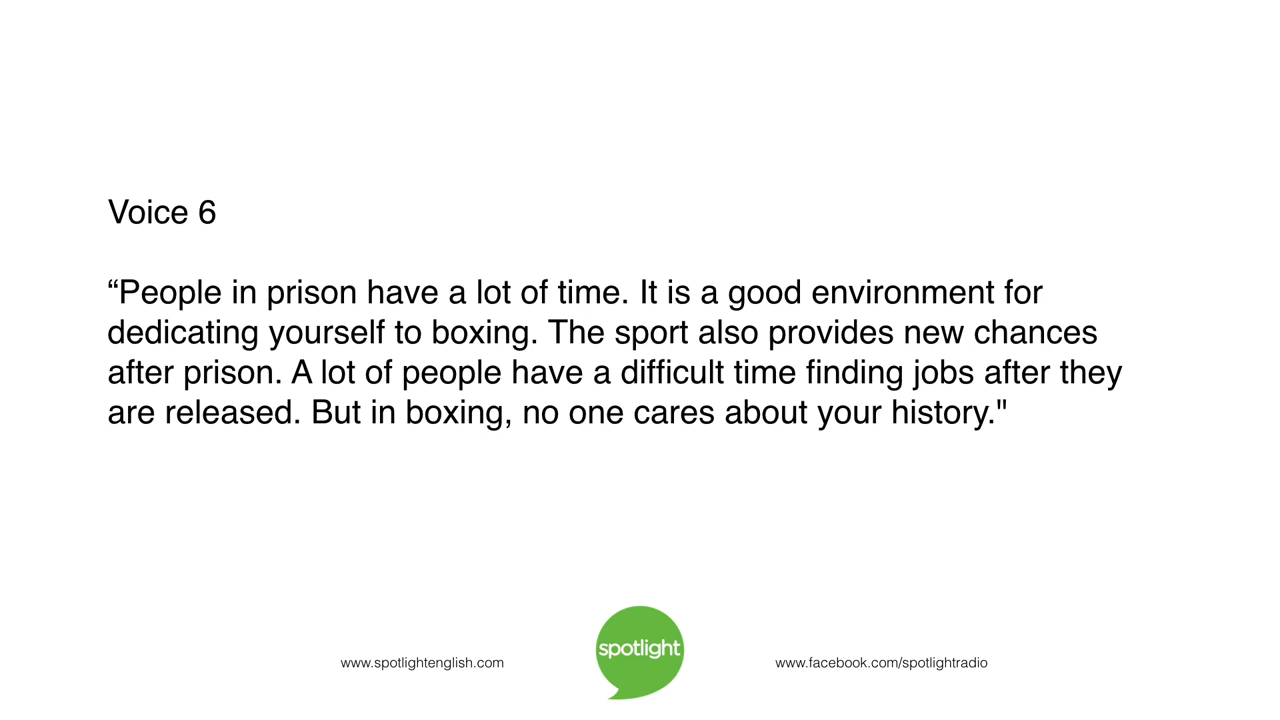 Voice 6
“People in prison have a lot of time. It is a good environment for
dedicating yourself to boxing. The sport also provides new chances
after prison. A lot of people have a difficult time finding jobs after they
are released. But in boxing, no one cares about your history."
www.spotlightenglish.com
spotlight
www.facebook.com/spotlightradio